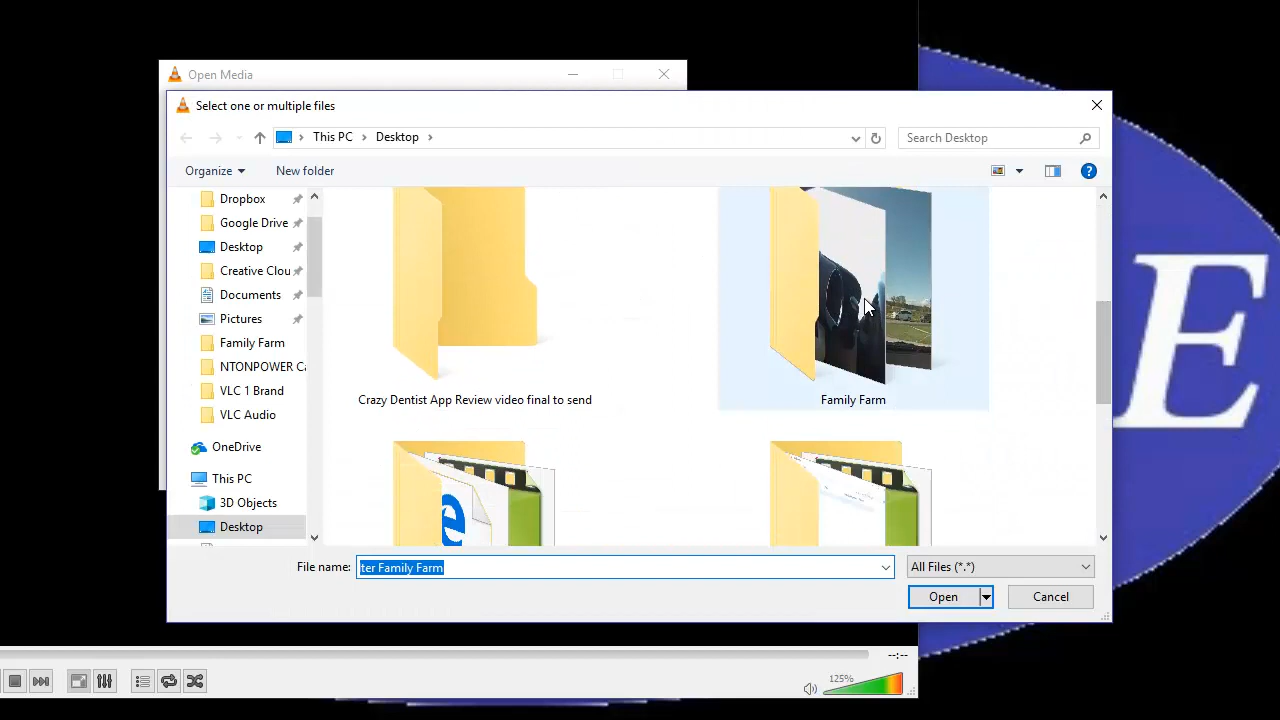 Open Media
Select one or multiple files
This PC
Desktop
Search Desktop
Organize
New folder
Dropbox
Google Drive
Desktop
Creative Clou
Documents
Pictures
Family Farm
NTONPOWER Ca
VLC 1 Brand
VLC Audio
OneDrive
This PC
3D Objects
Desktop
Crazy Dentist App Review video final to send
Family Farm
File name:
ter Family Farm
All Files (*.*)
Open
Cancel
--:--
125%
E